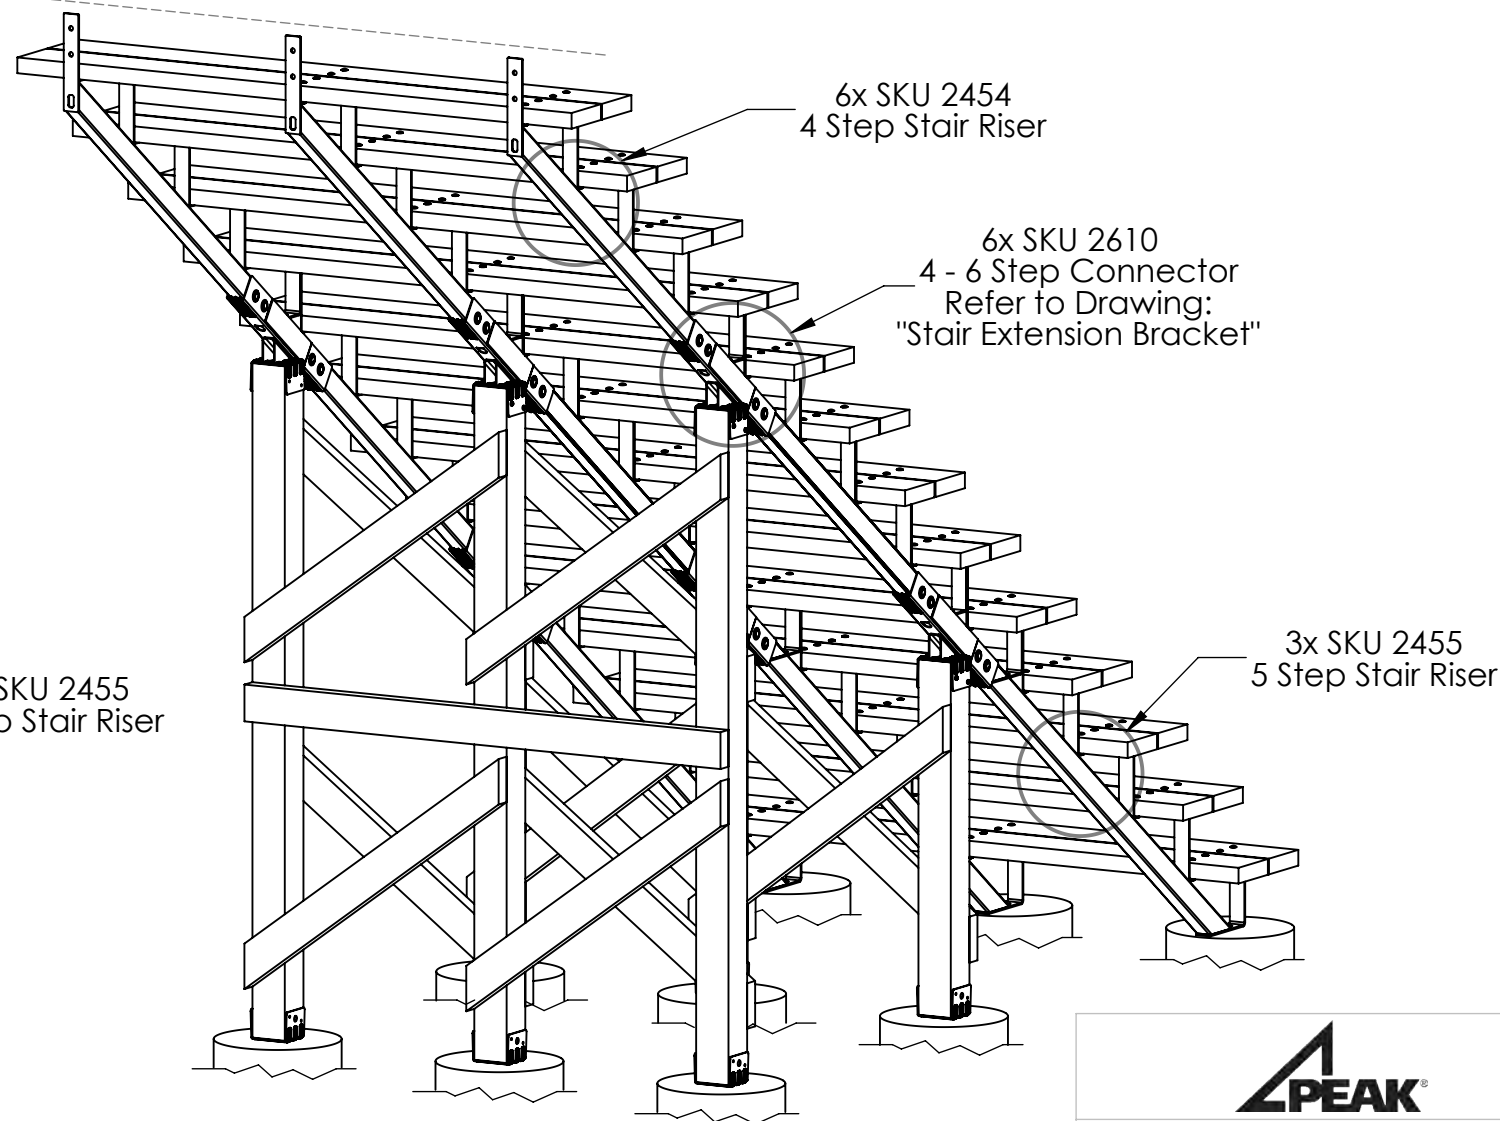 6x SKU 2454
4 Step Stair Riser
6x SKU 2610
4 - 6 Step Connector
Refer to Drawing:
"Stair Extension Bracket"
3x SKU 2455
5 Step Stair Riser
SKU 2455
Stair Riser
PEAK®